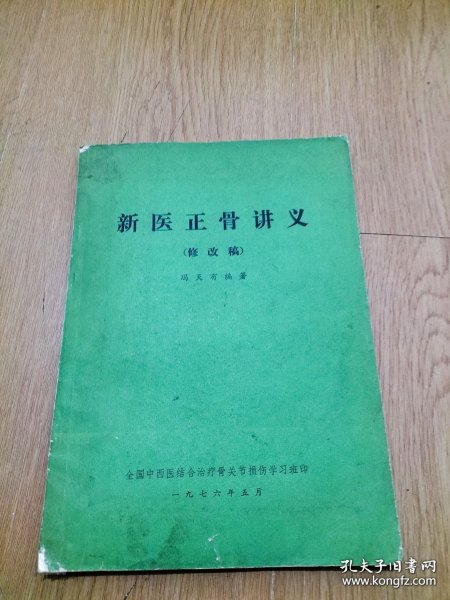 新医正骨讲义
(修改稿)
冯天有编著
全国中西医结合治疗骨关节损伤学习班印
一九七六年五月
孔夫子旧书网
www.kongfz.com